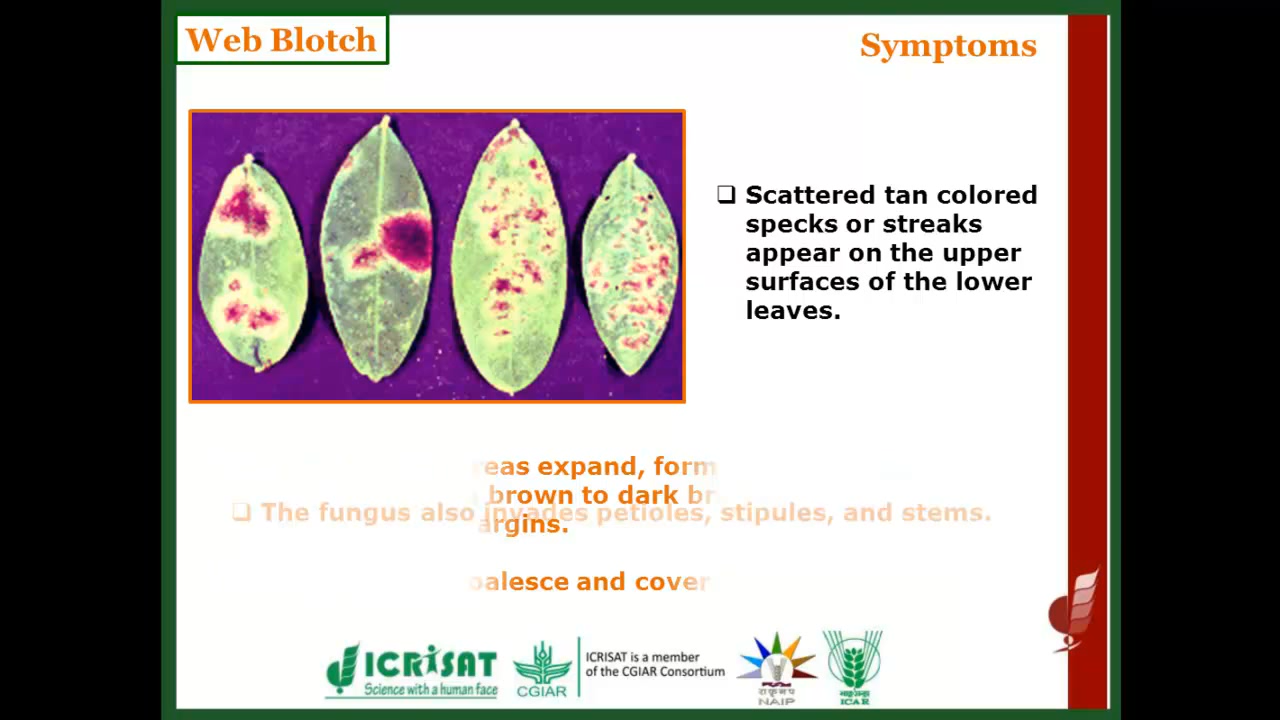 Web Blotch
Symptoms
❑ Scattered tan colored
specks or streaks
appear on the upper
surfaces of the lower
leaves.
reas expand, form
brown to dark br
❑ The fungus also invades petioles, stipules, and stems.
argins.
oalesce and cover
ICRISAT
Science with a human face
CGIAR
ICRISAT is a member
of the CGIAR Consortium
NAIP
ICAR